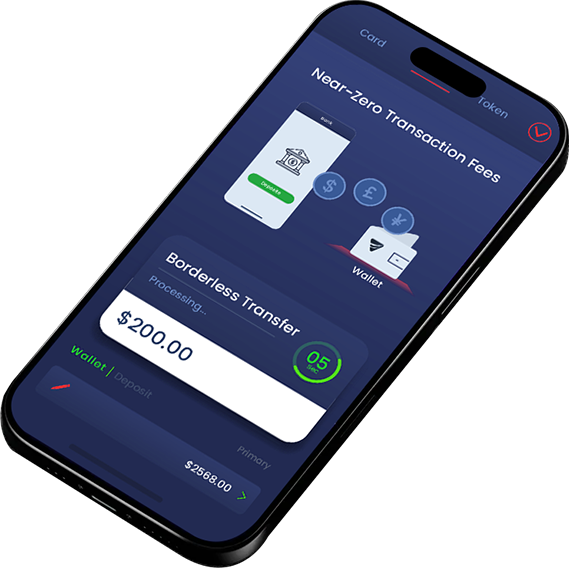 Card
Token
Near-Zero Transaction Fees
Bank
Deposite
$
£
¥
Wallet
Borderless Transfer
Processing...
$200.00
05
Sec
Wallet | Deposit
Primary
$2568.00